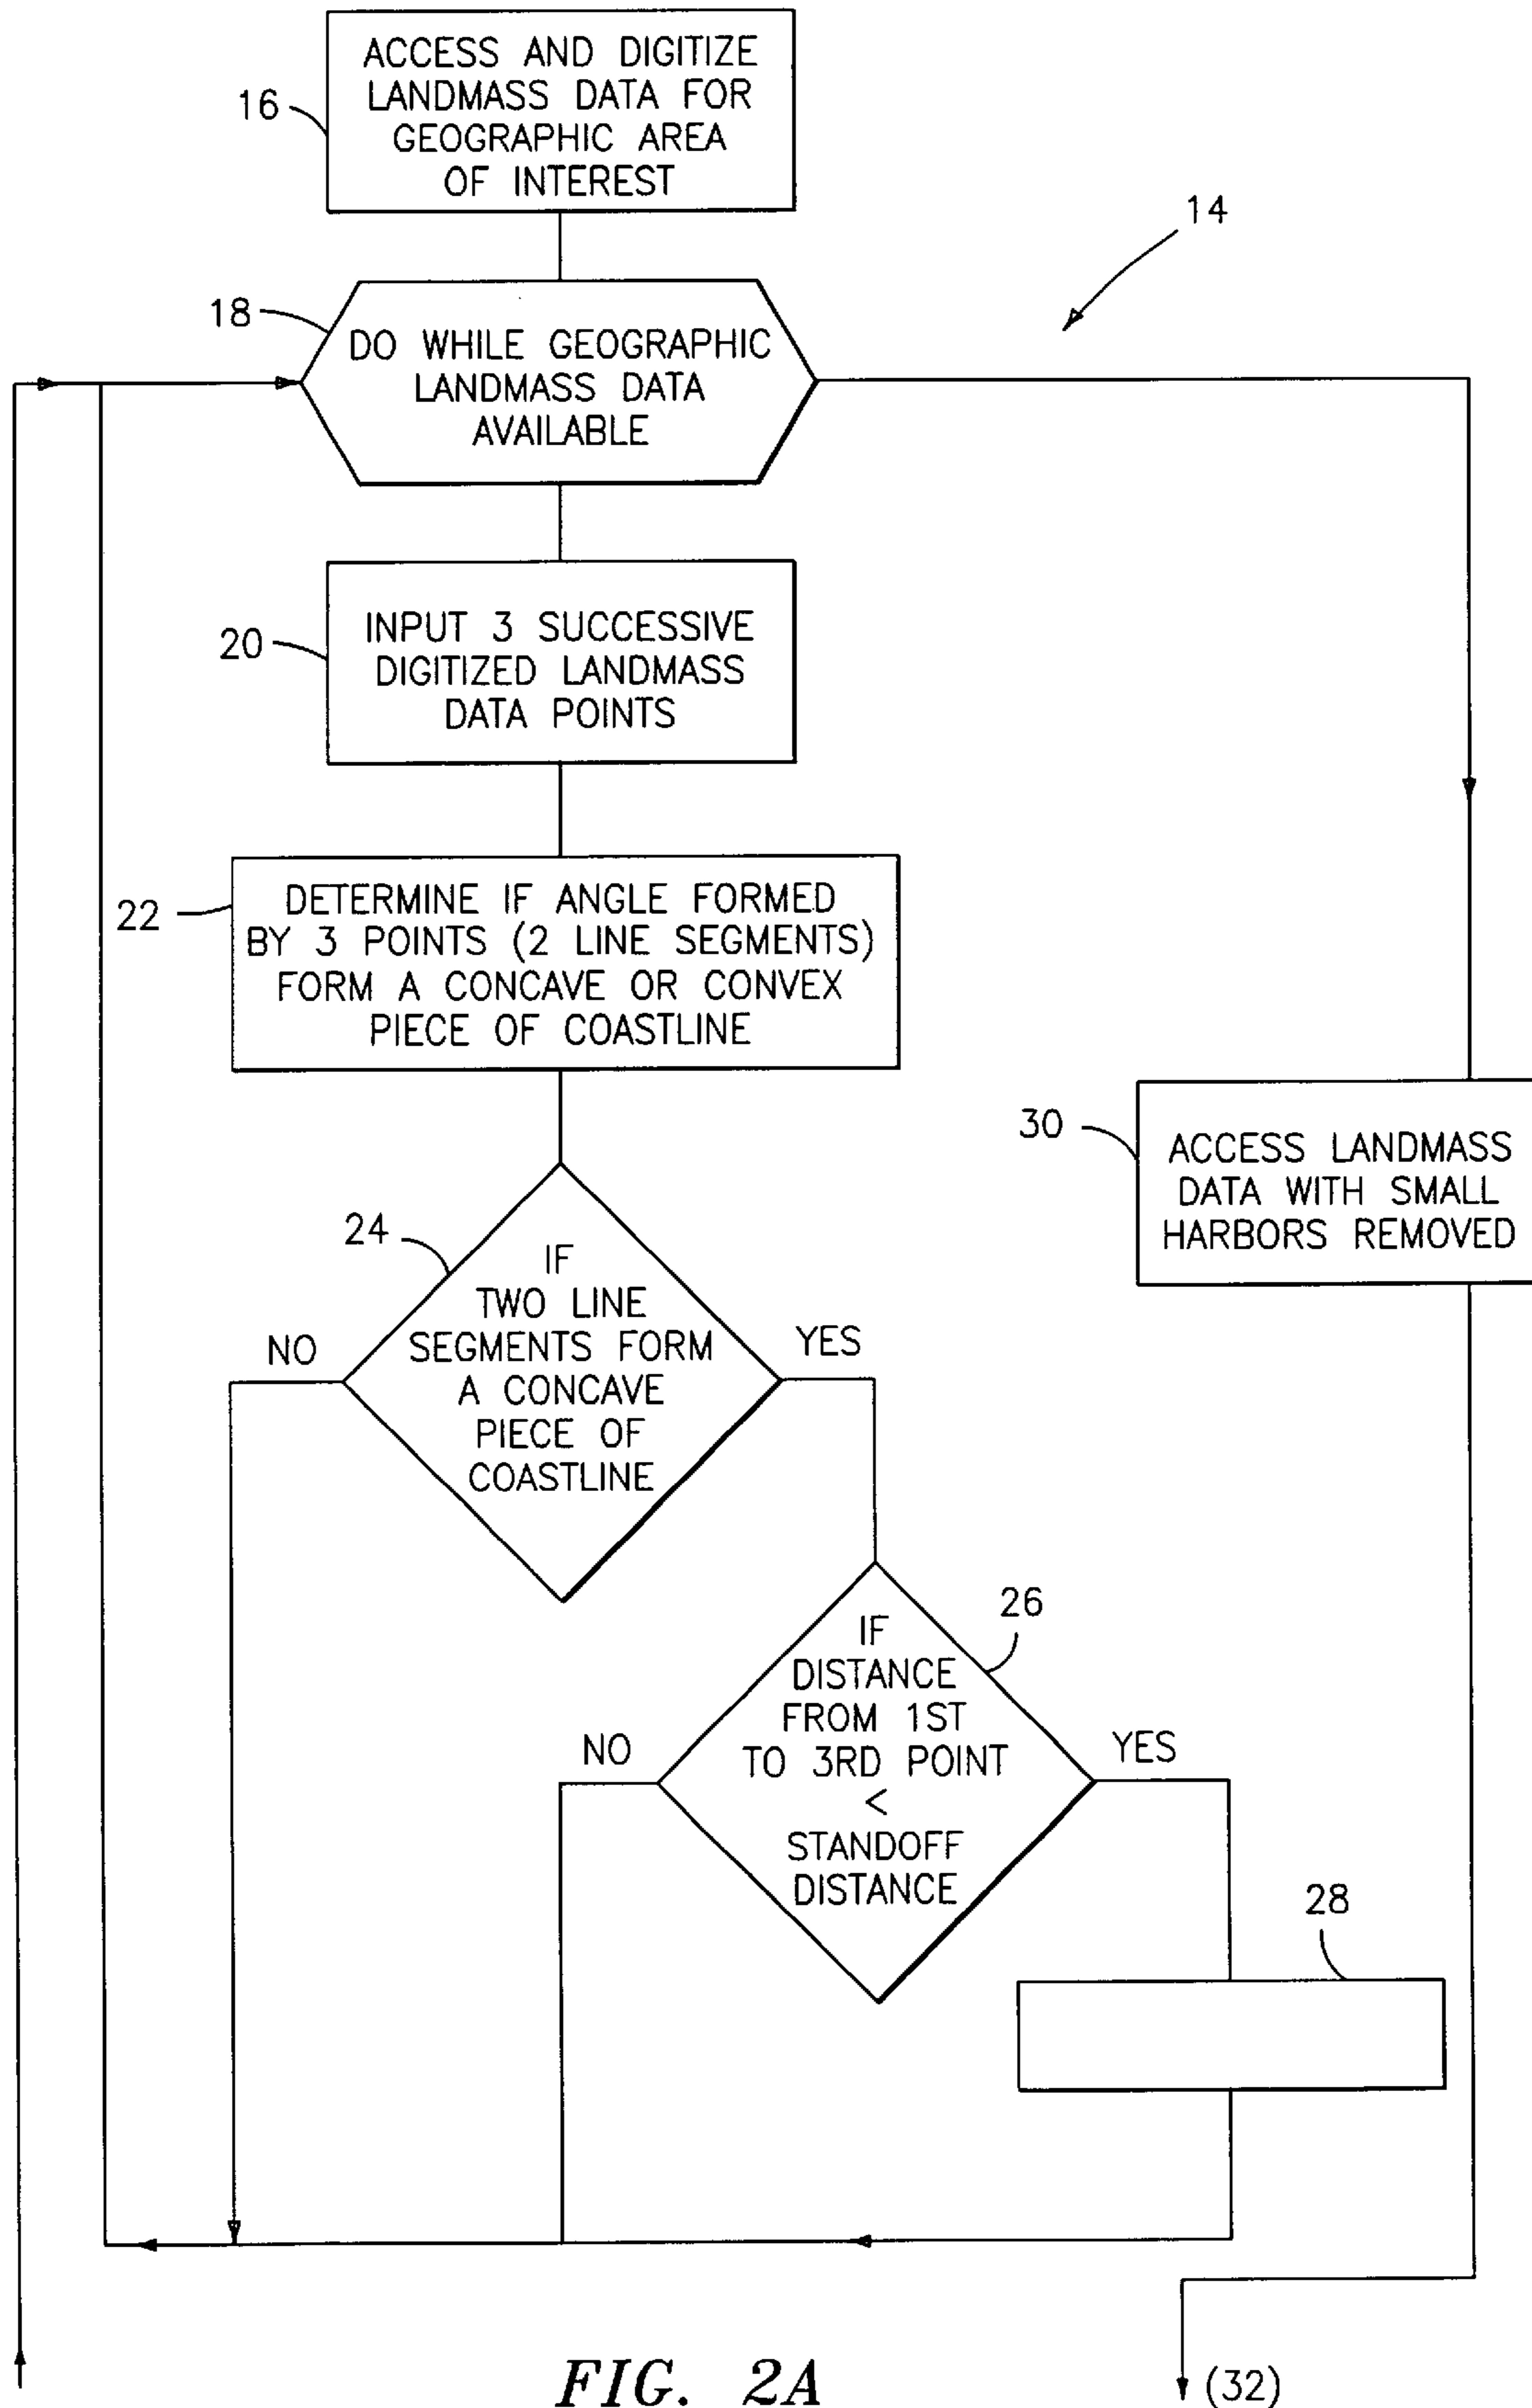 ACCESS AND DIGITIZE
LANDMASS DATA FOR
GEOGRAPHIC AREA
OF INTEREST
16
14
18
DO WHILE GEOGRAPHIC
LANDMASS DATA
AVAILABLE
20
INPUT 3 SUCCESSIVE
DIGITIZED LANDMASS
DATA POINTS
22
DETERMINE IF ANGLE FORMED
BY 3 POINTS (2 LINE SEGMENTS)
FORM A CONCAVE OR CONVEX
PIECE OF COASTLINE
30
ACCESS LANDMASS
DATA WITH SMALL
HARBORS REMOVED
24
IF
TWO LINE
SEGMENTS FORM
A CONCAVE
PIECE OF
COASTLINE
NO
YES
26
IF
DISTANCE
FROM 1ST
TO 3RD POINT
<
STANDOFF
DISTANCE
NO
YES
28
(32)
FIG. 2A